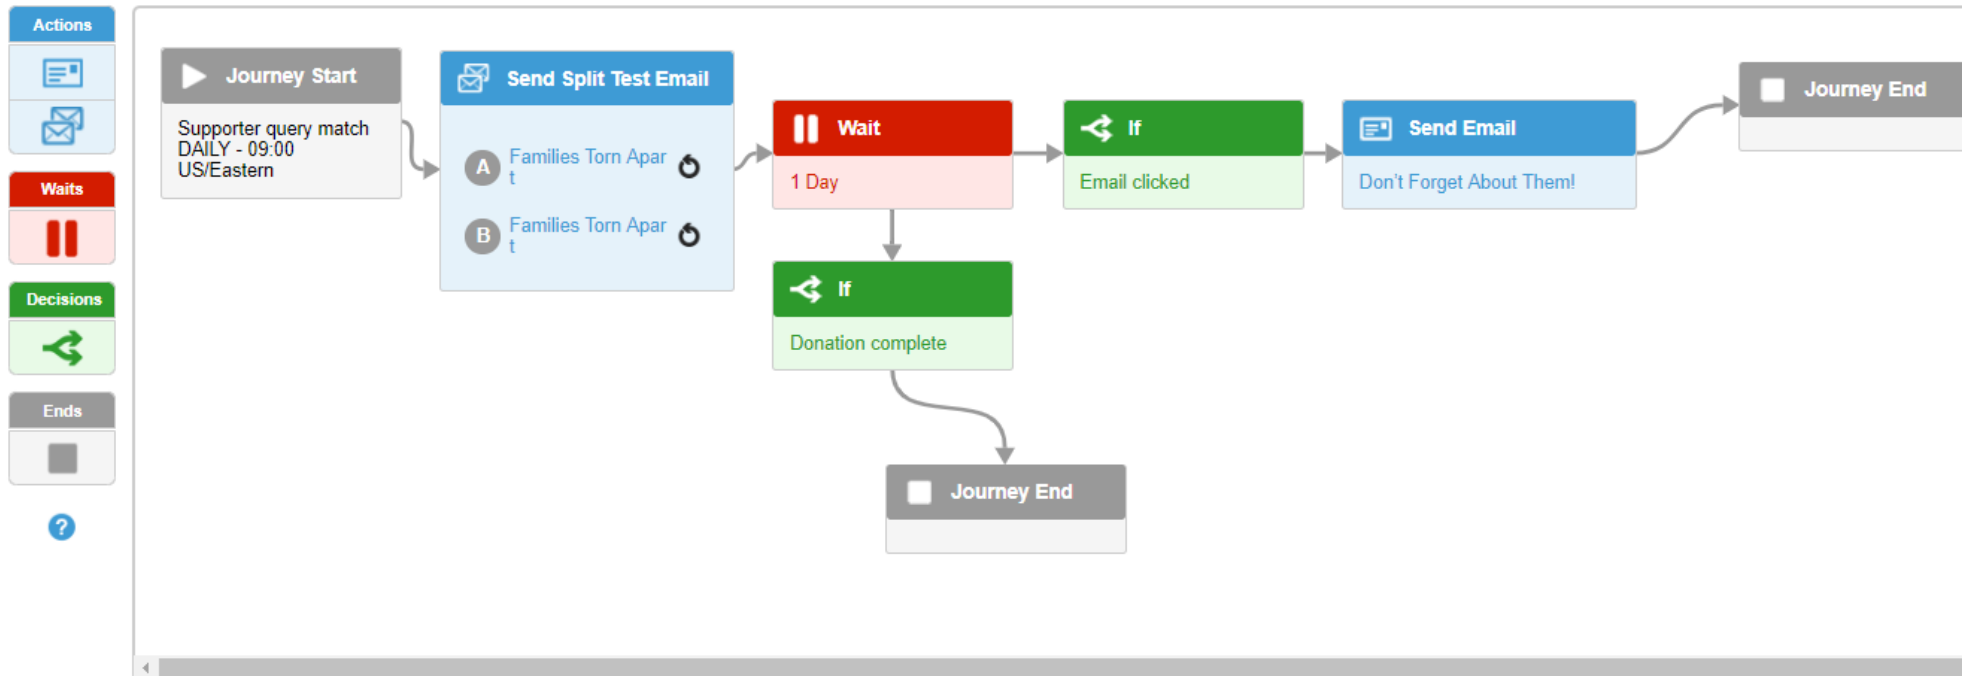 Actions
Waits
Decisions
Ends
?
Journey Start
Supporter query match
DAILY - 09:00
US/Eastern
Send Split Test Email
A
Families Torn Apar
t
B
Families Torn Apar
t
Wait
1 Day
If
Email clicked
Send Email
Don't Forget About Them!
Journey End
If
Donation complete
Journey End